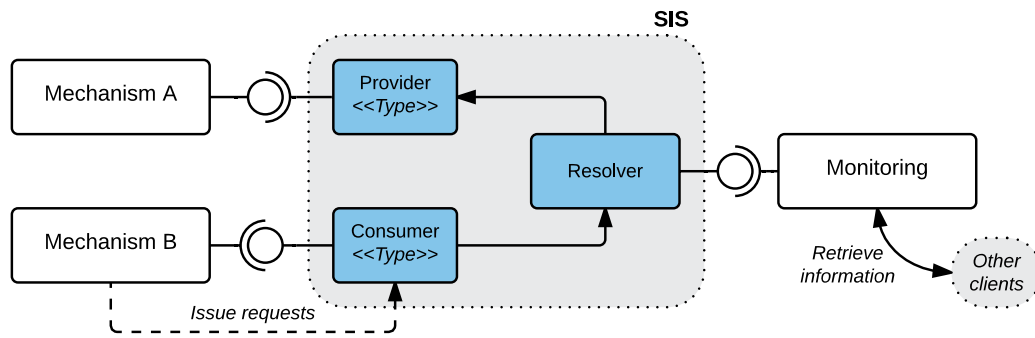 SIS
Mechanism A
Provider
<<Type>>
Resolver
Monitoring
Mechanism B
Consumer
<<Type>>
Retrieve
information
Other
clients
Issue requests